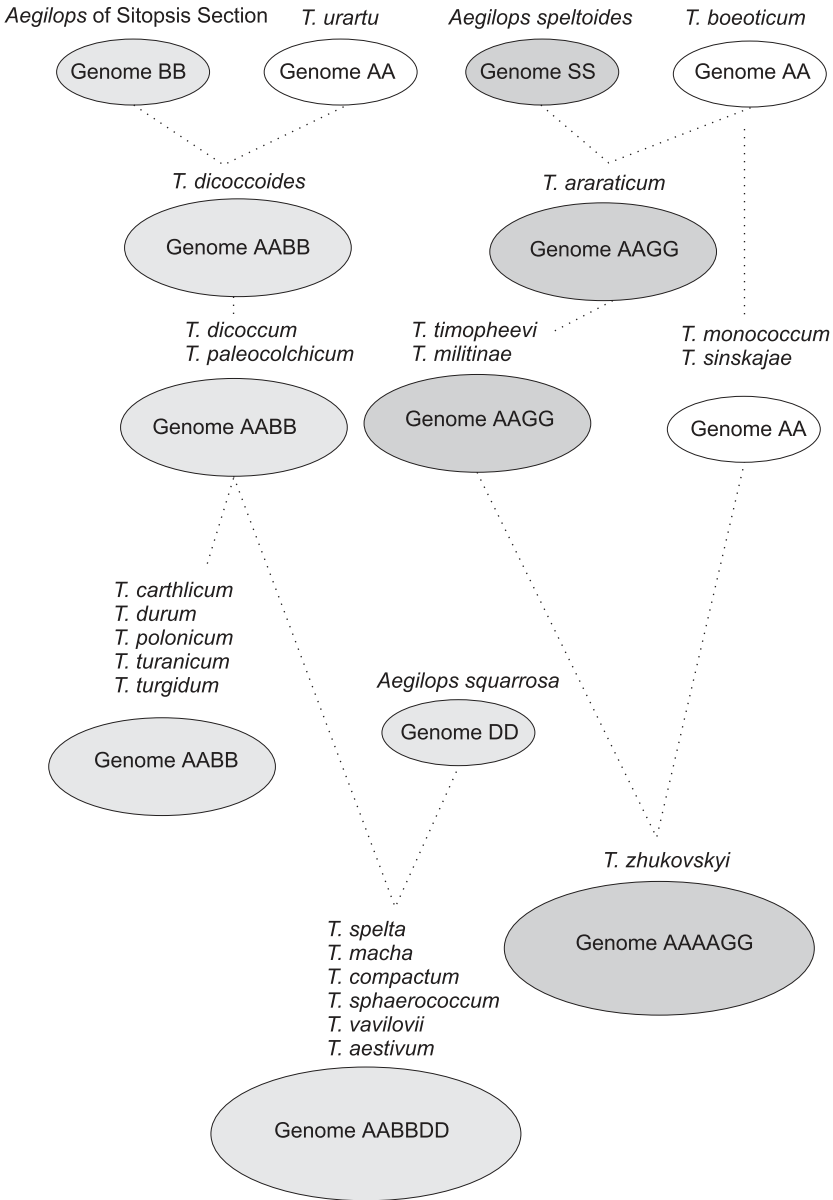 Aegilops of Sitopsis Section
T. urartu
Aegilops speltoides
T. boeoticum
Genome BB
Genome AA
Genome SS
Genome AA
T. dicoccoides
T. araraticum
Genome AABB
Genome AAGG
T. dicoccum
T. paleocolchicum
T. timopheevi
T. militinae
T. monococcum
T. sinskajae
Genome AABB
Genome AAGG
Genome AA
T. carthlicum
T. durum
T. polonicum
T. turanicum
T. turgidum
Aegilops squarrosa
Genome DD
Genome AABB
T. zhukovskyi
T. spelta
T. macha
T. compactum
T. sphaerococcum
T. vavilovii
T. aestivum
Genome AAAAGG
Genome AABBDD